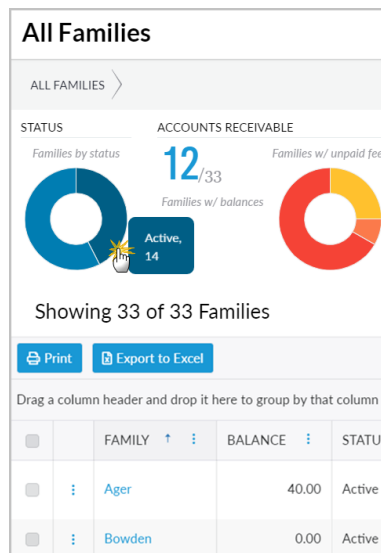 All Families
ALL FAMILIES
STATUS ACCOUNTS RECEIVABLE
Families by status 12/33 Families w/ unpaid fee
Families w/ balances
Active,
14
Showing 33 of 33 Families
Print Export to Excel
Drag a column header and drop it here to group by that column
FAMILY BALANCE STATU
Ager 40.00 Active
Bowden 0.00 Active